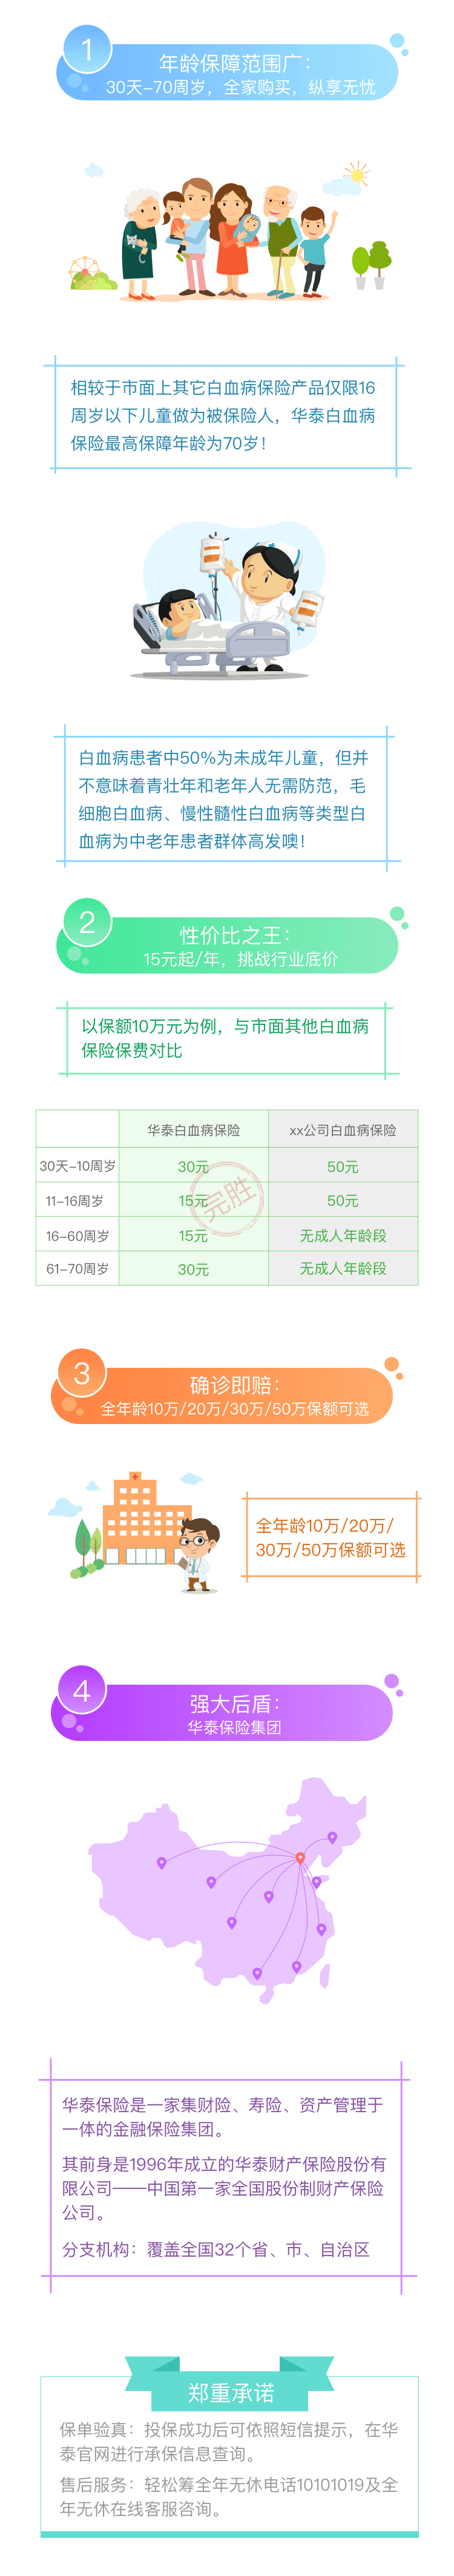 1
年龄保障范围广：
30天-70周岁，全家购买，纵享无忧
相较于市面上其它白血病保险产品仅限16
周岁以下儿童做为被保险人，华泰白血病
保险最高保障年龄为70岁！
白血病患者中50%为未成年儿童，但并
不意味着青壮年和老年人无需防范，毛
细胞白血病、慢性髓性白血病等类型白
血病为中老年患者群体高发噢！
2
性价比之王：
15元起/年，挑战行业底价
以保额10万元为例，与市面其他白血病
保险保费对比
华泰白血病保险 xx公司白血病保险
30天-10周岁 30元 50元
11-16周岁 15元 50元
16-60周岁 15元 无成人年龄段
61-70周岁 30元 无成人年龄段
完胜
3
确诊即赔：
全年龄10万/20万/30万/50万保额可选
全年龄10万/20万/
30万/50万保额可选
4
强大后盾：
华泰保险集团
华泰保险是一家集财险、寿险、资产管理于
一体的金融保险集团。
其前身是1996年成立的华泰财产保险股份有
限公司——中国第一家全国股份制财产保险
公司。
分支机构：覆盖全国32个省、市、自治区
郑重承诺
保单验真：投保成功后可依照短信提示，在华
泰官网进行承保信息查询。
售后服务：轻松筹全年无休电话10101019及全
年无休在线客服咨询。